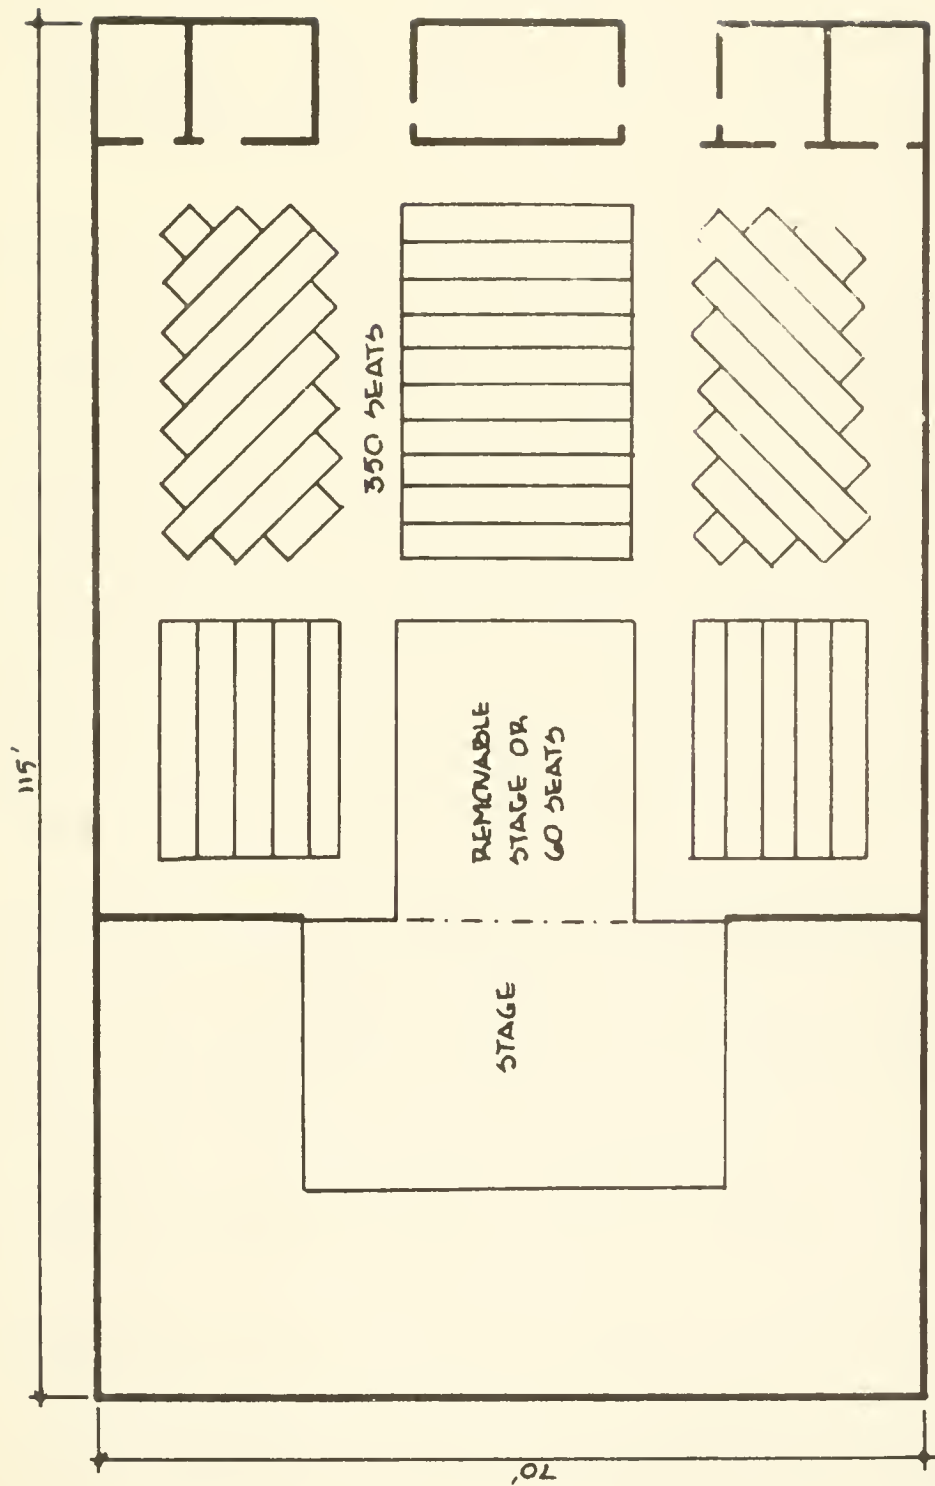 115'
350 SEATS
REMOVABLE
STAGE OR
60 SEATS
STAGE
70'